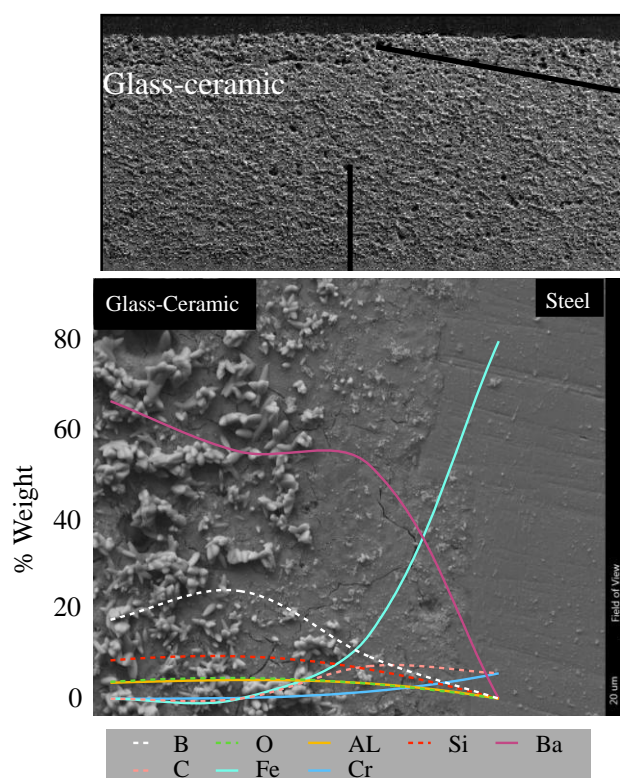 Glass-ceramic
Glass-Ceramic
Steel
80
60
40
20
0
% Weight
Field of View
20 um
B O AL Si Ba
C Fe Cr